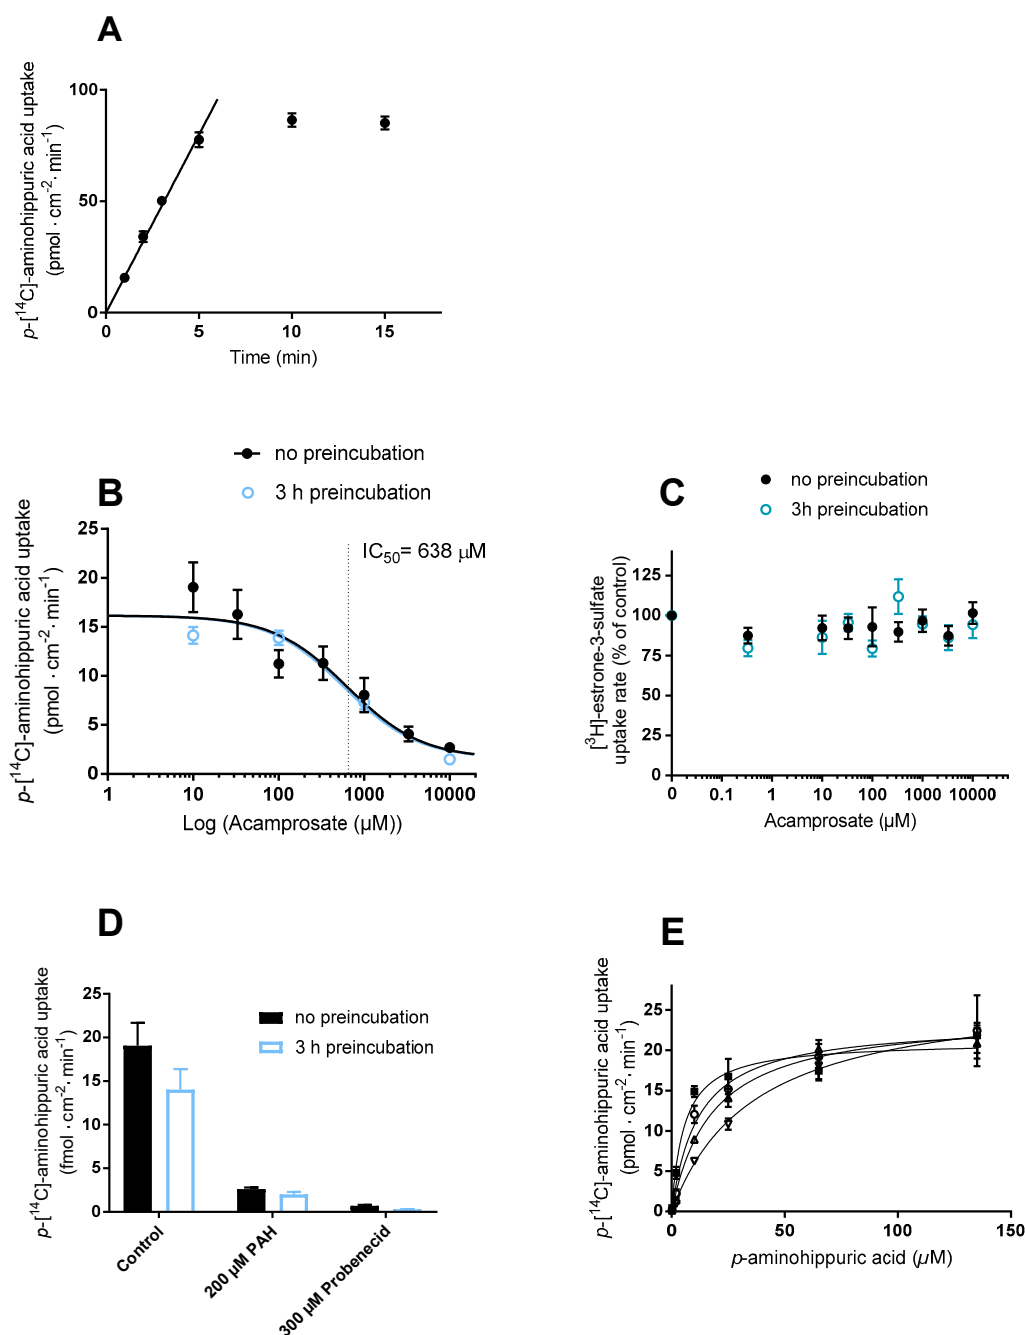 A
p-[14C]-aminohippuric acid uptake
(pmol · cm-2· min-1)
100
50
0
0 5 10 15
Time (min)
no preincubation
3 h preincubation
B
p-[14C]-aminohippuric acid uptake
(pmol · cm-2· min-1)
25
20
15
10
5
0
IC50= 638 µM
1 10 100 1000 10000
Log (Acamprosate (µM))
no preincubation
3h preincubation
C
[3H]-estrone-3-sulfate
uptake rate (% of control)
125
100
75
50
25
0
0 0.1 1 10 100 1000 10000
Acamprosate (µM)
D
p-[14C]-aminohippuric acid uptake
(fmol · cm-2· min-1)
25
20
15
10
5
0
no preincubation
3 h preincubation
Control
200 µM PAH
300 µM Probenecid
E
p-[14C]-aminohippuric acid uptake
(pmol · cm-2· min-1)
25
20
15
10
5
0
0 50 100 150
p-aminohippuric acid (µM)